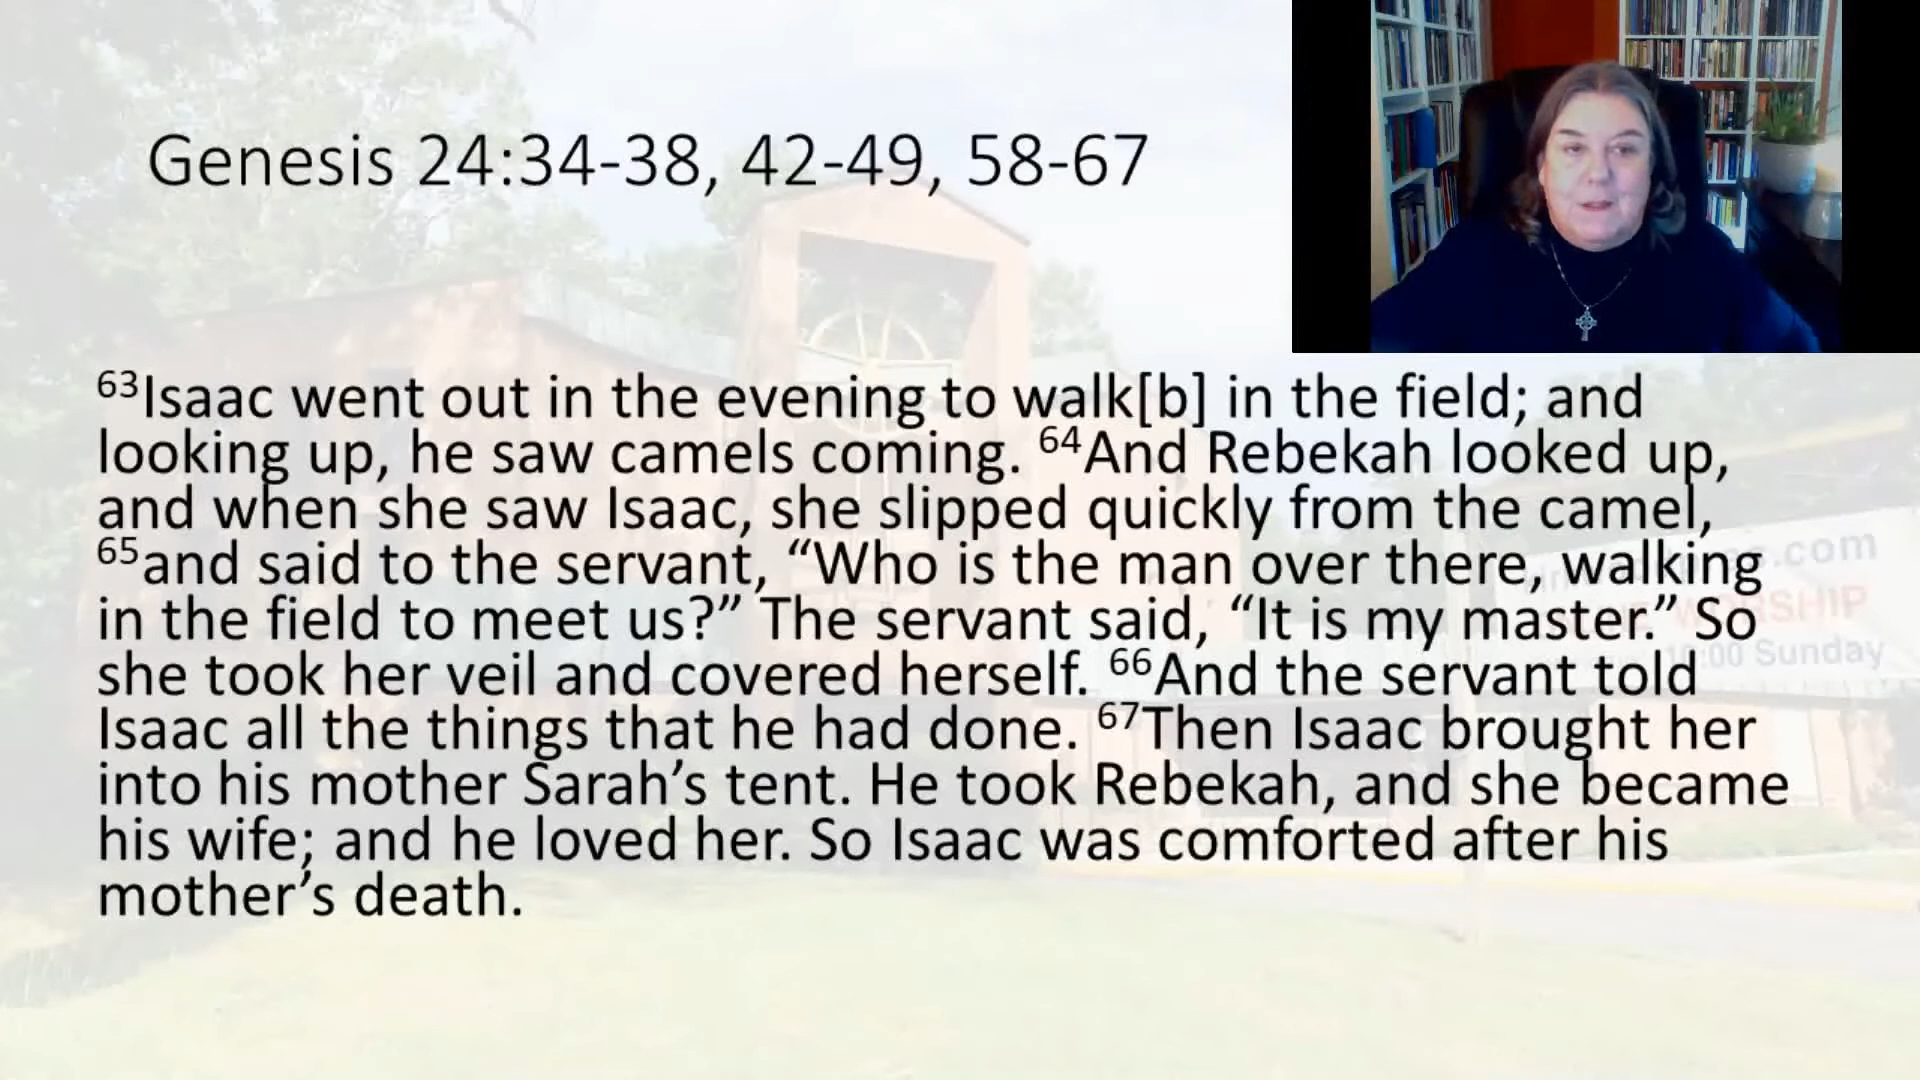 Genesis 24:34-38, 42-49, 58-67
63Isaac went out in the evening to walk[b] in the field; and
looking up, he saw camels coming. 64And Rebekah looked up,
and when she saw Isaac, she slipped quickly from the camel,
65and said to the servant, “Who is the man over there, walking
in the field to meet us?” The servant said, “It is my master.” So
she took her veil and covered herself. 66And the servant told
Isaac all the things that he had done. 67Then Isaac brought her
into his mother Sarah’s tent. He took Rebekah, and she became
his wife; and he loved her. So Isaac was comforted after his
mother’s death.
.com
WORSHIP
10:00 Sunday